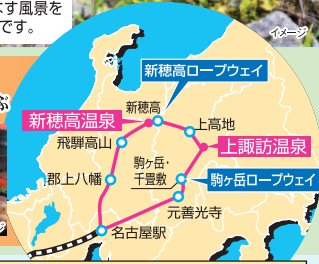 なす風景を
です。
イメージ
新穂高ロープウェイ
新穂高
新穂高温泉
上高地
飛騨高山
上諏訪温泉
駒ヶ岳・
千畳敷
駒ヶ岳ロープウェイ
郡上八幡
元善光寺
名古屋駅